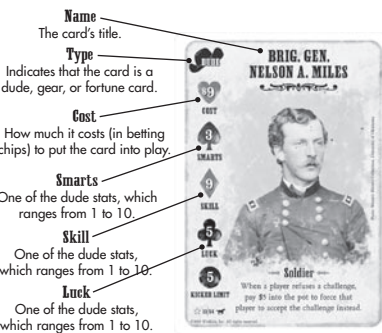 Name
The card's title.
Type
Indicates that the card is a
dude, gear, or fortune card.
Cost
How much it costs (in betting
chips) to put the card into play.
Smarts
One of the dude stats, which
ranges from 1 to 10.
Skill
One of the dude stats,
which ranges from 1 to 10.
Luck
One of the dude stats,
which ranges from 1 to 10.
DUDE
BRIG. GEN.
NELSON A. MILES
$9
COST
3
SMARTS
9
SKILL
5
LUCK
5
KICKER LIMIT
Soldier
When a player refuses a challenge,
pay $5 into the pot to force that
player to accept the challenge instead.